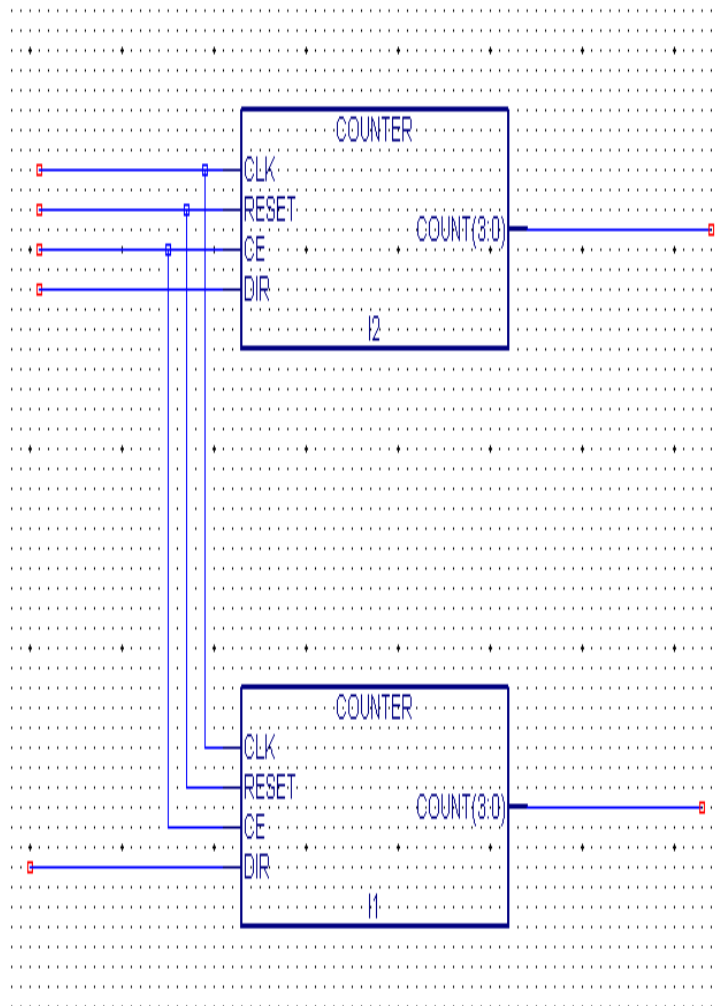 COUNTER
CLK
RESET
COUNT(3:0)
CE
DIR
I2
COUNTER
CLK
RESET
COUNT(3:0)
CE
DIR
I1